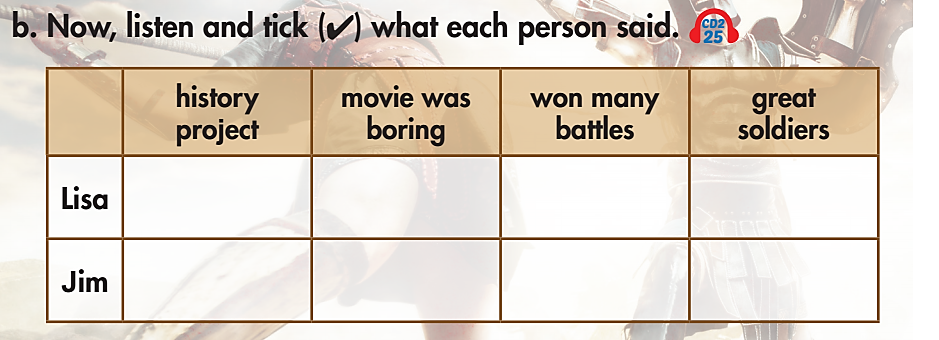 b. Now, listen and tick (✔) what each person said. CD2 25
history project
movie was boring
won many battles
great soldiers
Lisa
Jim